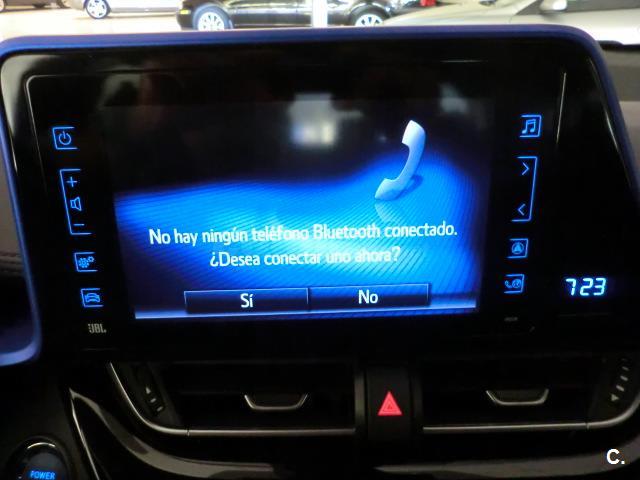 No hay ningún teléfono Bluetooth conectado.
¿Desea conectar uno ahora?
Sí
No
7:23
JBL
POWER
C.